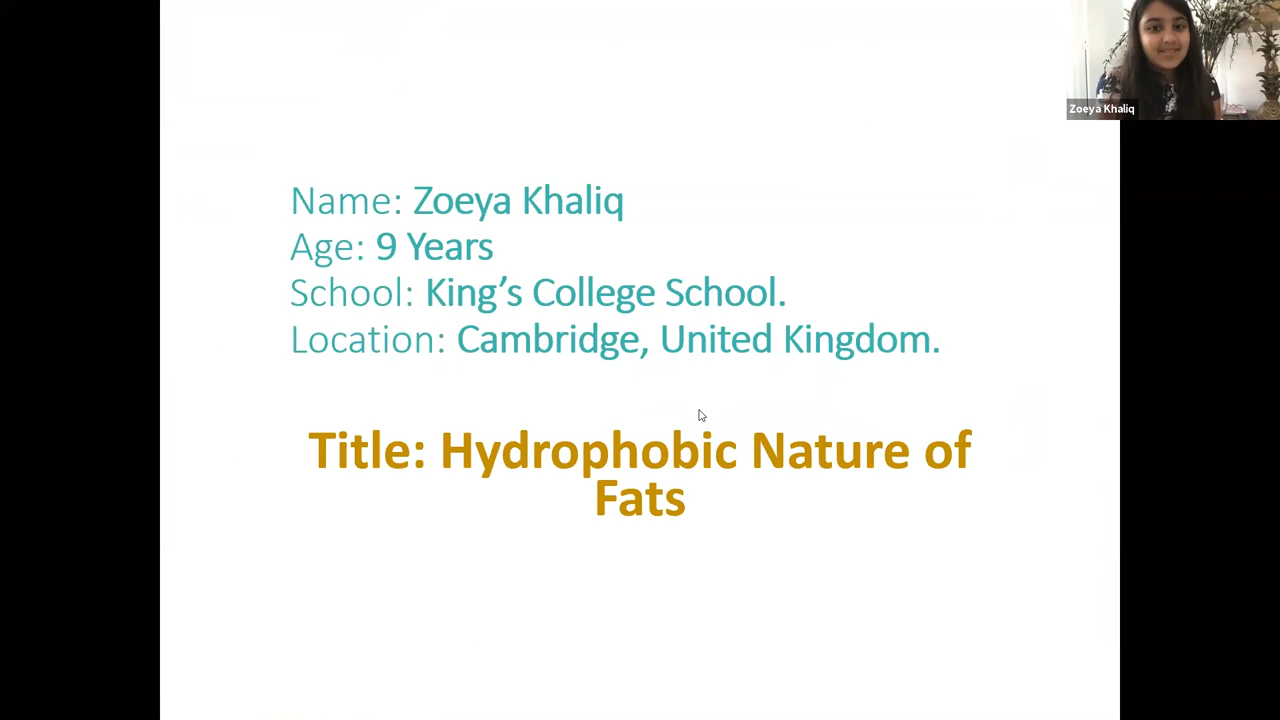 Zoeya Khaliq
Name: Zoeya Khaliq
Age: 9 Years
School: King’s College School.
Location: Cambridge, United Kingdom.
Title: Hydrophobic Nature of
Fats